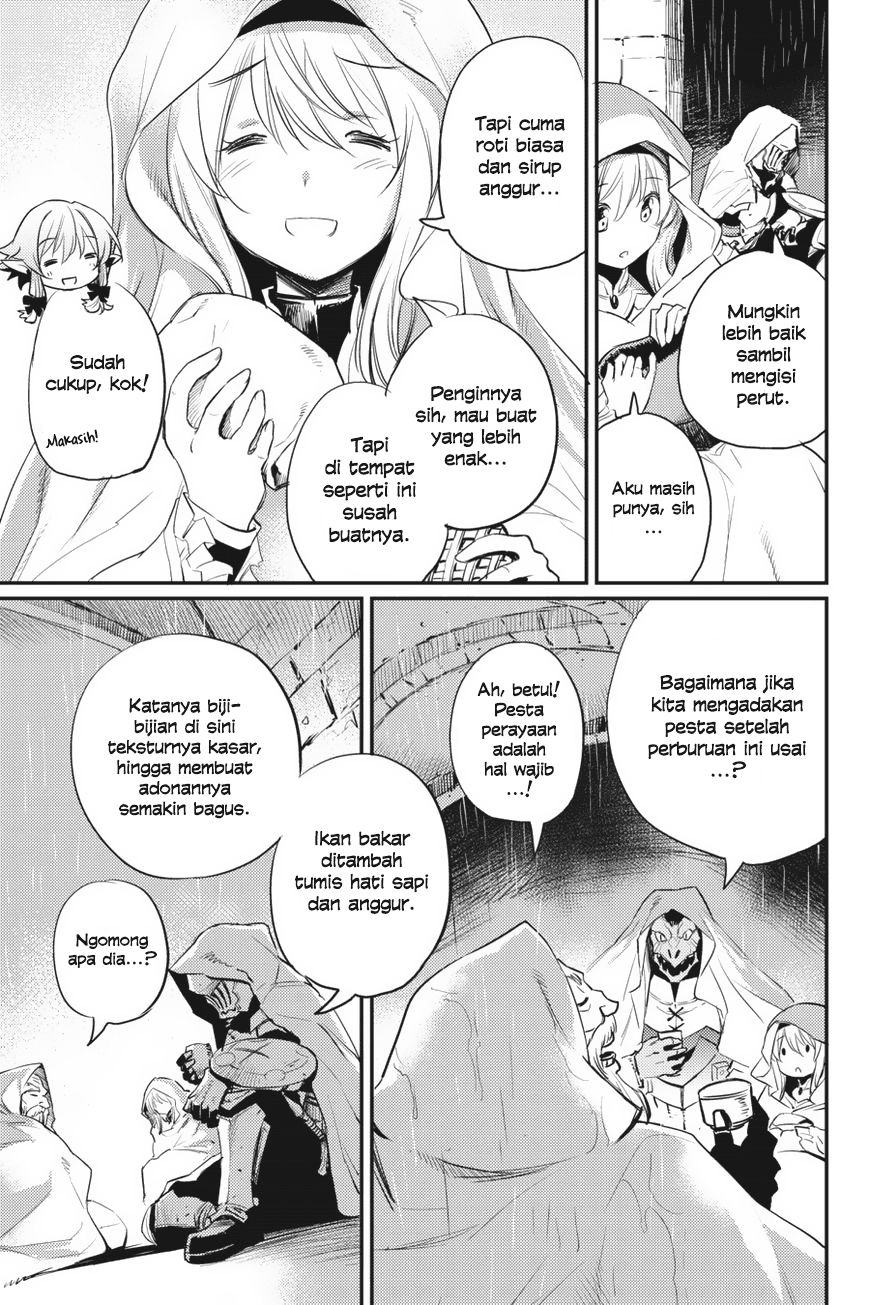 Mungkin
lebih baik
sambil
mengisi
perut.
Aku masih
punya, sih
...
Tapi cuma
roti biasa
dan sirup
anggur...
Penginnya
sih, mau buat
yang lebih
enak...
Tapi
di tempat
seperti ini
susah
buatnya.
Sudah
cukup, kok!
Makasih!
Bagaimana jika
kita mengadakan
pesta setelah
perburuan ini usai
...?
Ah, betul!
Pesta
perayaan
adalah
hal wajib
...!
Ikan bakar
ditambah
tumis hati sapi
dan anggur.
Katanya biji-
bijian di sini
teksturnya kasar,
hingga membuat
adonannya
semakin bagus.
Ngomong
apa dia...?